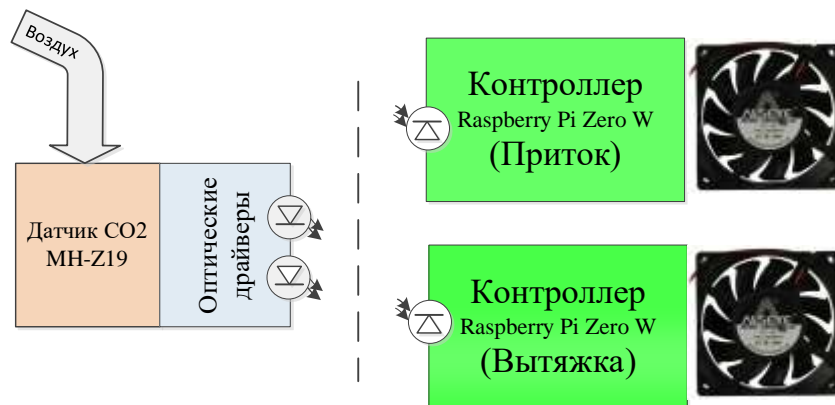 Воздух
Датчик CO2
MH-Z19
Оптические
драйверы
Контроллер
Raspberry Pi Zero W
(Приток)
Контроллер
Raspberry Pi Zero W
(Вытяжка)